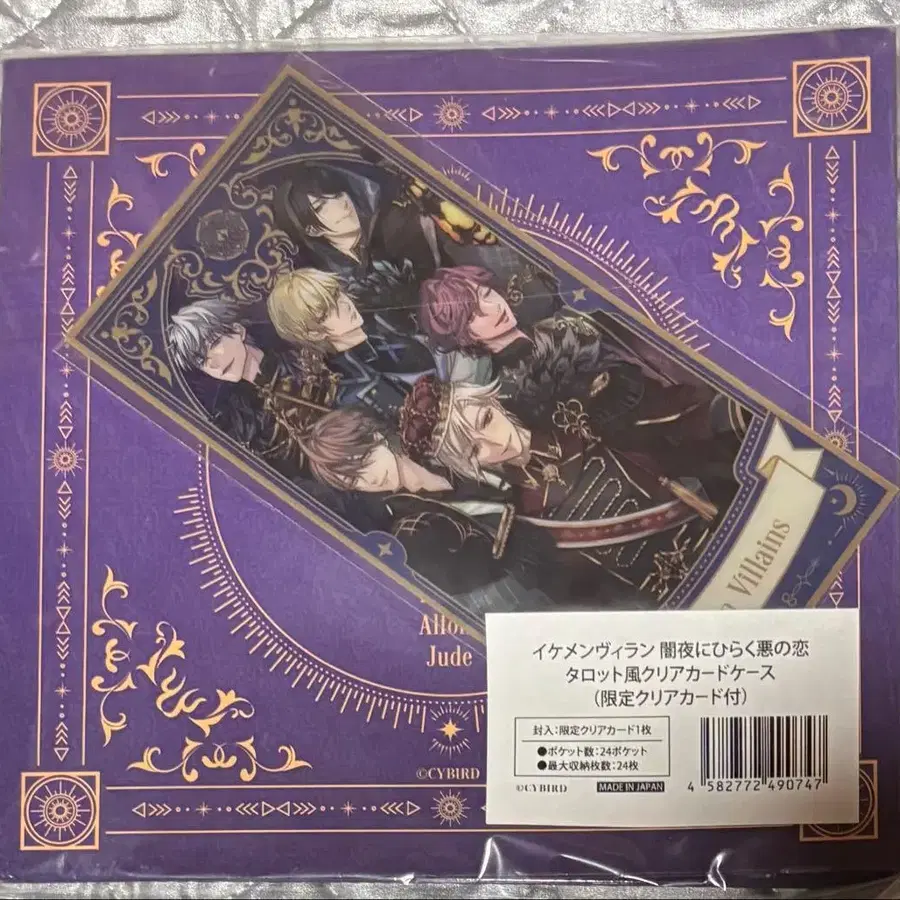 Villains
Jude
©CYBIRD
イケメンヴィラン 闇夜にひらく悪の恋
タロット風クリアカードケース
(限定クリアカード付)
封入:限定クリアカード1枚
●ポケット数:24ポケット
●最大収納枚数:24枚
©CYBIRD
MADE IN JAPAN
4 582772 490747